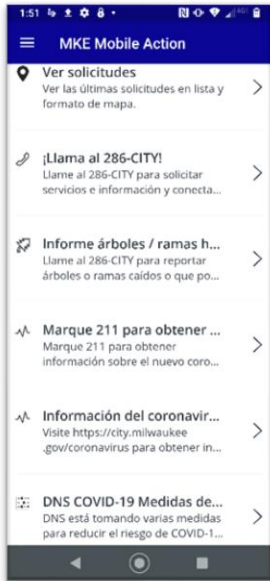 1:51
MKE Mobile Action
Ver solicitudes
Ver las últimas solicitudes en lista y
formato de mapa.
¡Llama al 286-CITY!
Llame al 286-CITY para solicitar
servicios e información y conecta...
Informe árboles / ramas h...
Llame al 286-CITY para reportar
árboles o ramas caídos o que po...
Marque 211 para obtener ...
Marque 211 para obtener
información sobre el nuevo coro...
Información del coronavir...
Visite https://city.milwaukee
.gov/coronavirus para obtener in...
DNS COVID-19 Medidas de...
DNS está tomando varias medidas
para reducir el riesgo de COVID-1...